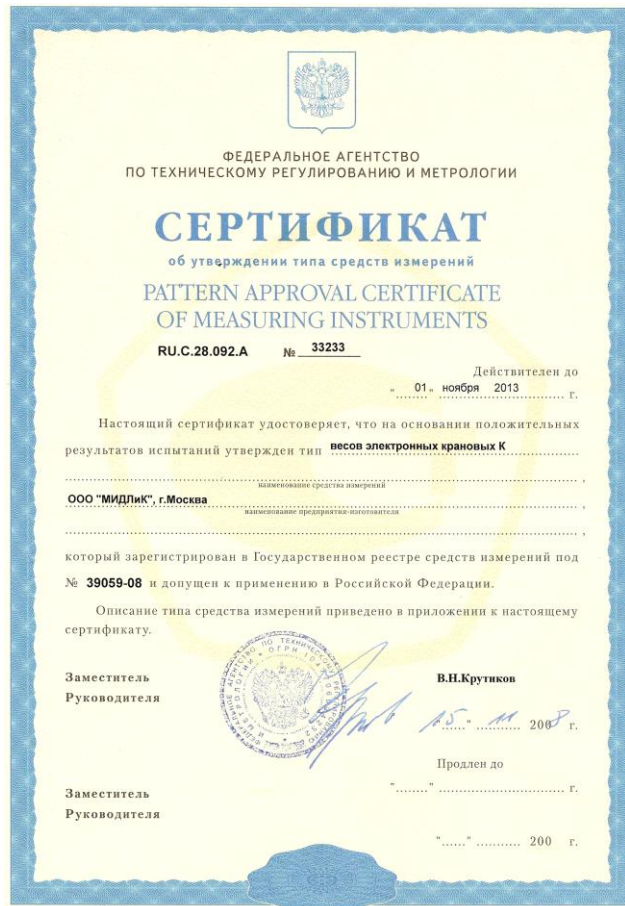 ФЕДЕРАЛЬНОЕ АГЕНТСТВО
ПО ТЕХНИЧЕСКОМУ РЕГУЛИРОВАНИЮ И МЕТРОЛОГИИ
СЕРТИФИКАТ
об утверждении типа средств измерений
PATTERN APPROVAL CERTIFICATE
OF MEASURING INSTRUMENTS
RU.C.28.092.A № 33233
Действителен до
" 01 " ноября 2013 г.
Настоящий сертификат удостоверяет, что на основании положительных
результатов испытаний утвержден тип весов электронных крановых К
наименование средства измерений
ООО "МИДЛиК", г.Москва
наименование предприятия-изготовителя
который зарегистрирован в Государственном реестре средств измерений под
№ 39059-08 и допущен к применению в Российской Федерации.
Описание типа средства измерений приведено в приложении к настоящему
сертификату.
Заместитель
Руководителя
В.Н.Крутиков
"15" 11 2008 г.
Продлен до
"........" ........................... г.
Заместитель
Руководителя
"......" ........... 200 г.